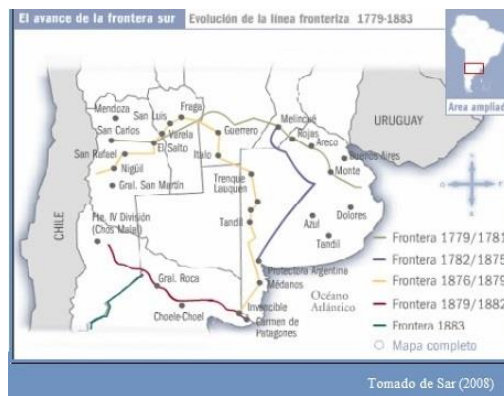 El avance de la frontera sur
Evolución de la línea fronteriza 1779-1883
Area ampliad
URUGUAY
CHILE
Mendoza
San Luis
Fraga
San Carlos
Varela
Guerrero
Melincué
Rojas
Areco
Buenos Aires
San Rafael
El Salto
Italo
Monte
Nigüil
Gral. San Martín
Trenque
Lauquen
Tandil
Azul
Dolores
Tandil
Fte. IV División
(Chos Malal)
Gral. Roca
Choele-Choel
Protectora Argentina
Médanos
Invencible
Carmen de
Patagones
Océano
Atlántico
Frontera 1779/1781
Frontera 1782/1875
Frontera 1876/1879
Frontera 1879/1882
Frontera 1883
Mapa completo
Tomado de Sar (2008)